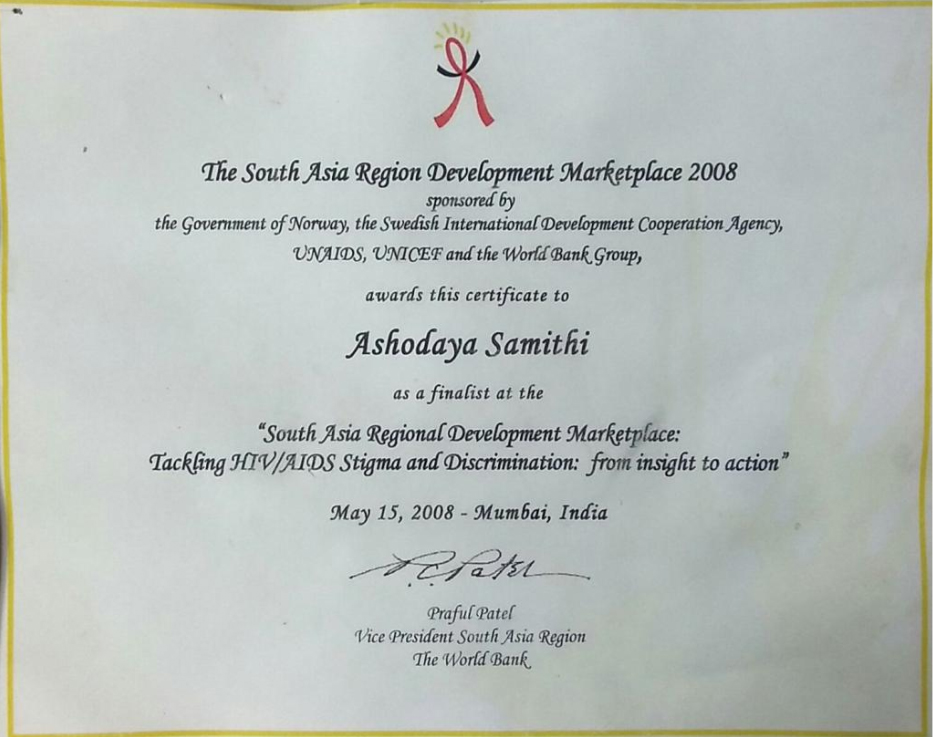 The South Asia Region Development Marketplace 2008
sponsored by
the Government of Norway, the Swedish International Development Cooperation Agency,
UNAIDS, UNICEF and the World Bank Group,
awards this certificate to
Ashodaya Samithi
as a finalist at the
“South Asia Regional Development Marketplace:
Tackling HIV/AIDS Stigma and Discrimination: from insight to action”
May 15, 2008 - Mumbai, India
P.C. Patel
Praful Patel
Vice President South Asia Region
The World Bank